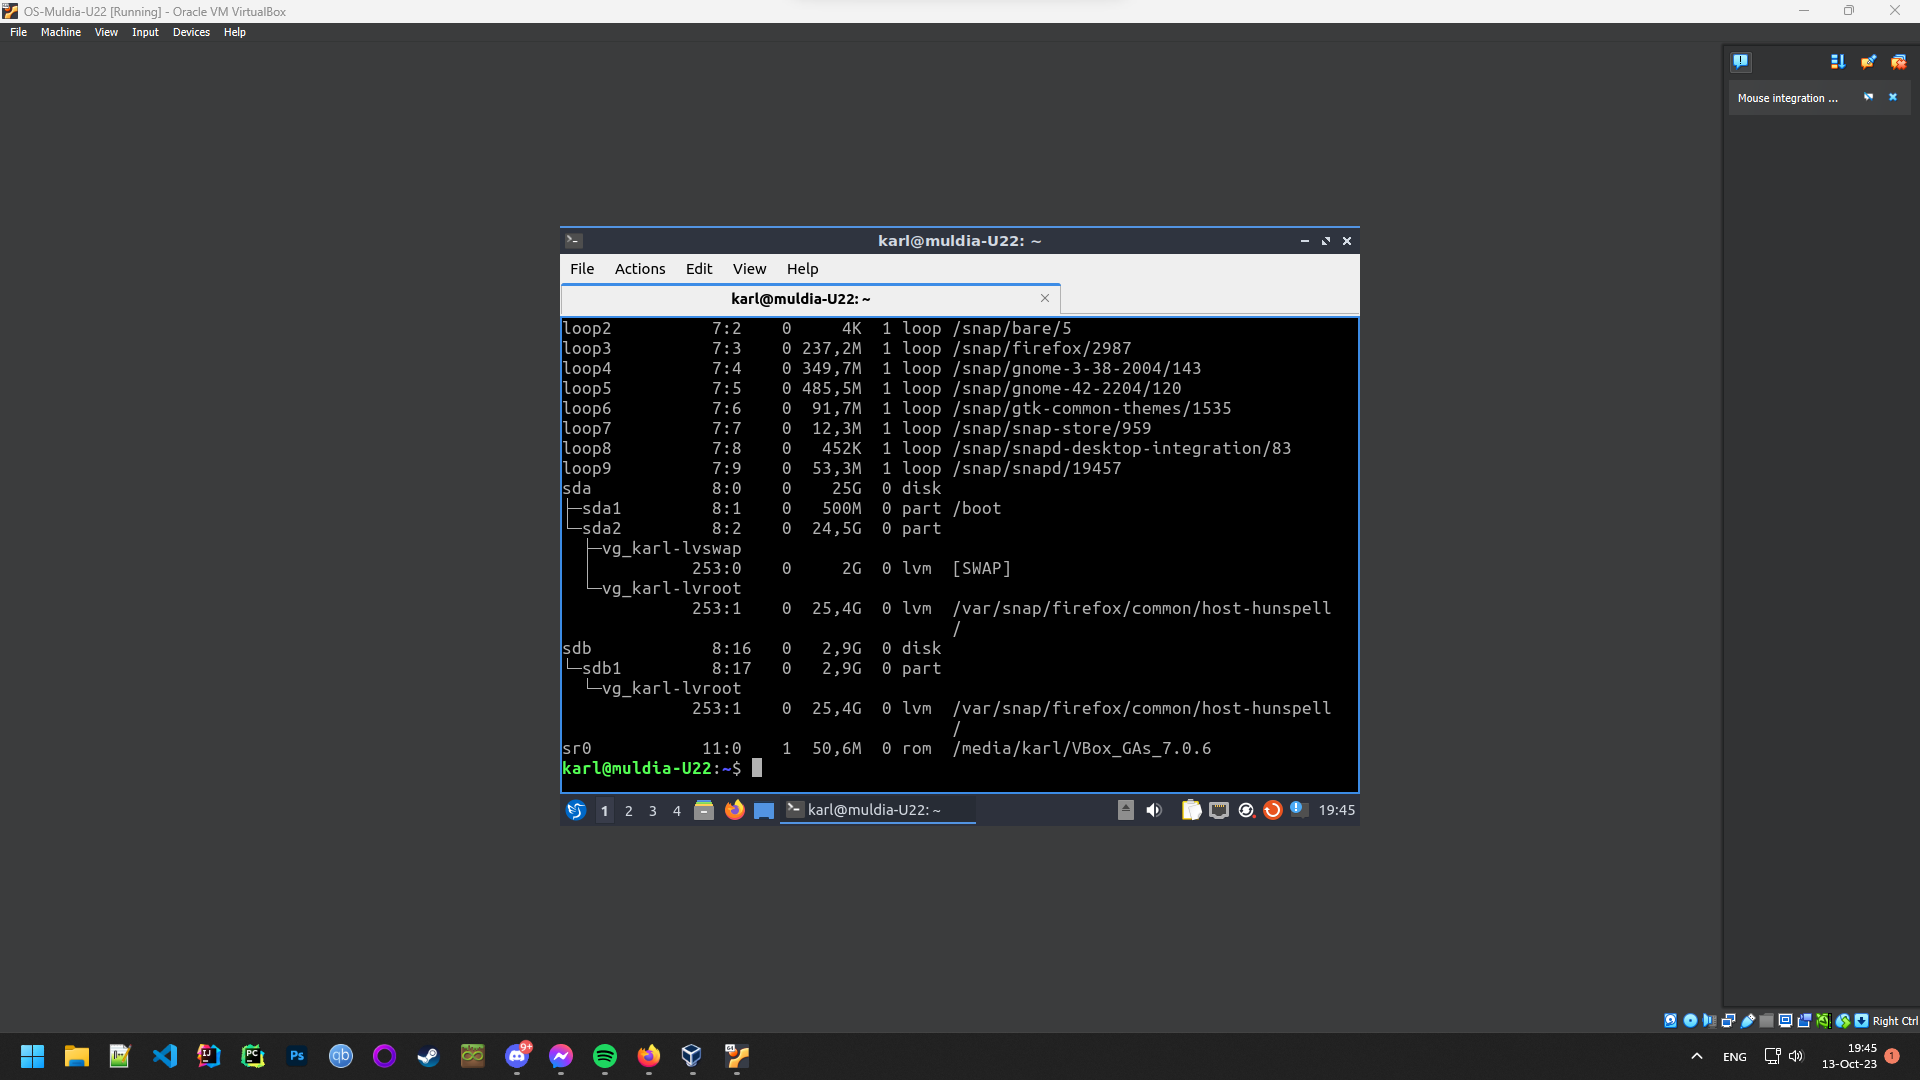 OS-Muldia-U22 [Running] - Oracle VM VirtualBox
File Machine View Input Devices Help
Mouse integration ...
karl@muldia-U22: ~
File Actions Edit View Help
karl@muldia-U22: ~
loop2 7:2 0 4K 1 loop /snap/bare/5
loop3 7:3 0 237,2M 1 loop /snap/firefox/2987
loop4 7:4 0 349,7M 1 loop /snap/gnome-3-38-2004/143
loop5 7:5 0 485,5M 1 loop /snap/gnome-42-2204/120
loop6 7:6 0 91,7M 1 loop /snap/gtk-common-themes/1535
loop7 7:7 0 12,3M 1 loop /snap/snap-store/959
loop8 7:8 0 452K 1 loop /snap/snapd-desktop-integration/83
loop9 7:9 0 53,3M 1 loop /snap/snapd/19457
sda 8:0 0 25G 0 disk
├─sda1 8:1 0 500M 0 part /boot
└─sda2 8:2 0 24,5G 0 part
├─vg_karl-lvswap
│ 253:0 0 2G 0 lvm [SWAP]
└─vg_karl-lvroot
253:1 0 25,4G 0 lvm /var/snap/firefox/common/host-hunspell
/
sdb 8:16 0 2,9G 0 disk
└─sdb1 8:17 0 2,9G 0 part
└─vg_karl-lvroot
253:1 0 25,4G 0 lvm /var/snap/firefox/common/host-hunspell
/
sr0 11:0 1 50,6M 0 rom /media/karl/VBox_GAs_7.0.6
karl@muldia-U22:~$
1 2 3 4 karl@muldia-U22: ~ 19:45
Right Ctrl
IJ PC Ps qb 9+ ENG 19:45 1
13-Oct-23